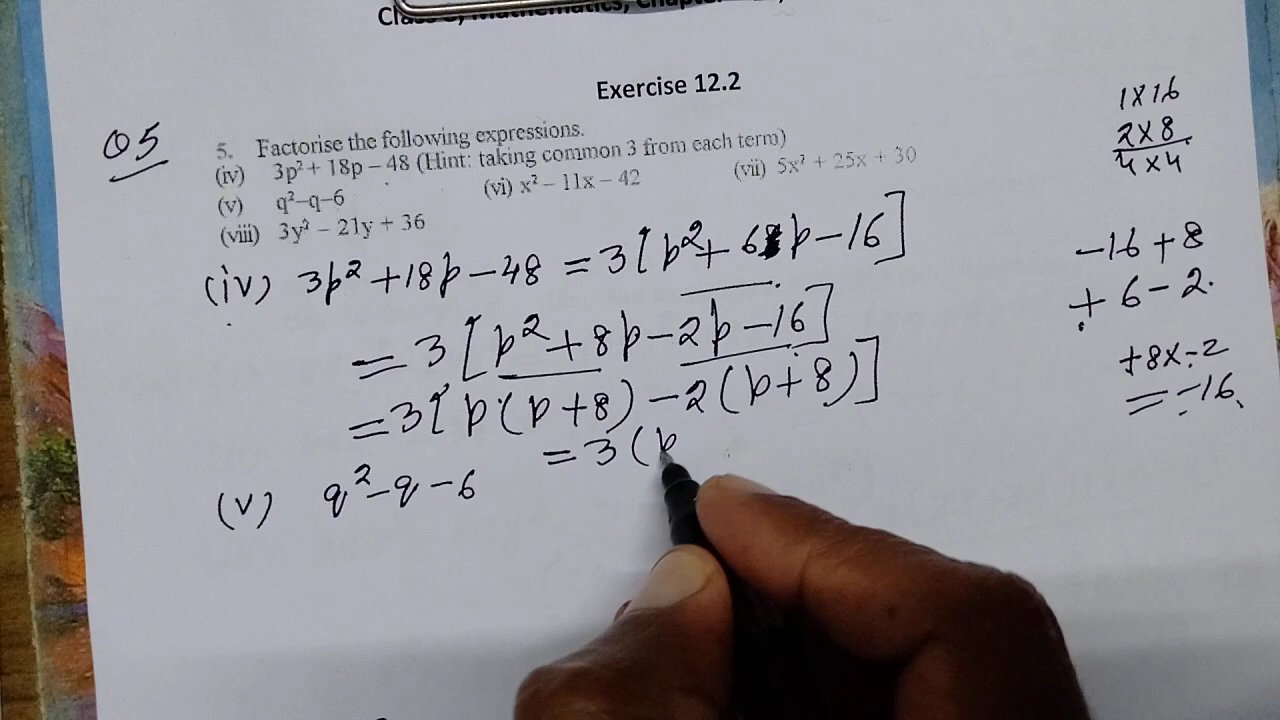 Exercise 12.2
Q5
5. Factorise the following expressions.
(iv) 3p²+ 18p – 48 (Hint: taking common 3 from each term)
(v) q²–q–6 (vi) x² – 11x – 42 (vii) 5x² + 25x + 30
(viii) 3y² – 21y + 36
(iv) 3p² + 18p – 48 = 3[p² + 6p – 16]
= 3[p² + 8p – 2p – 16]
= 3[p(p + 8) – 2(p + 8)]
= 3(p
(v) q² – q – 6
1 x 16
2 x 8
4 x 4
– 16 + 8
+ 6 – 2.
+8x-2
= -16